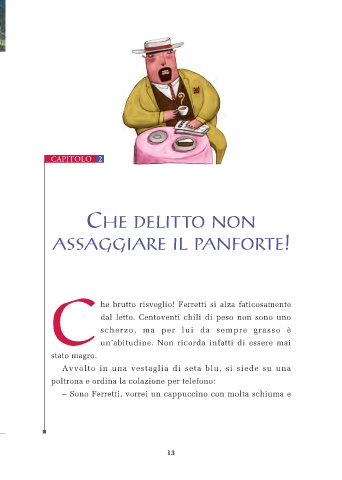 CAPITOLO 2
CHE DELITTO NON
ASSAGGIARE IL PANFORTE!
Che brutto risveglio! Ferretti si alza faticosamente
dal letto. Centoventi chili di peso non sono uno
scherzo, ma per lui da sempre grasso è
un'abitudine. Non ricorda infatti di essere mai
stato magro.
Avvolto in una vestaglia di seta blu, si siede su una
poltrona e ordina la colazione per telefono:
– Sono Ferretti, vorrei un cappuccino con molta schiuma e
13